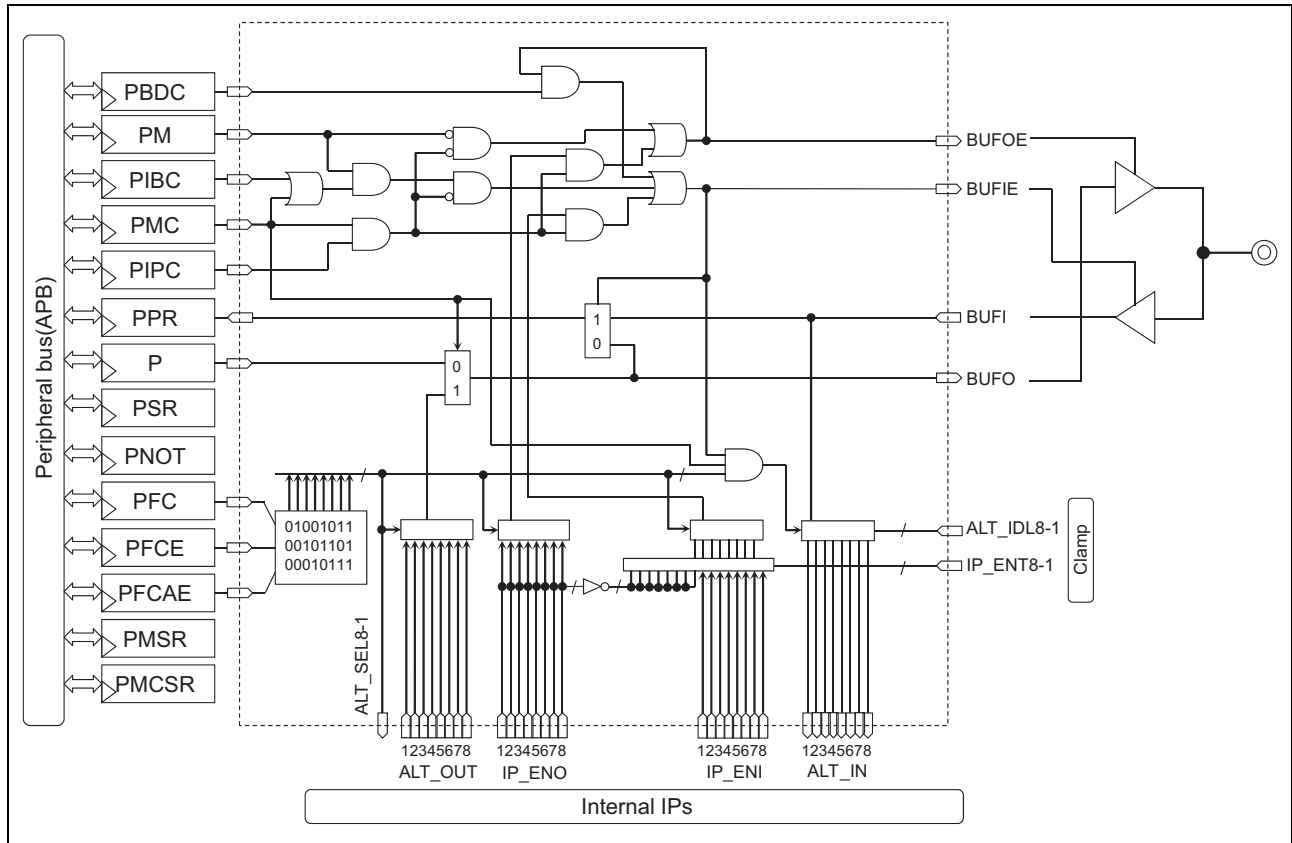 Peripheral bus(APB)
PBDC
PM
PIBC
PMC
PIPC
PPR
P
PSR
PNOT
PFC
PFCE
PFCAE
PMSR
PMCSR
BUFOE
BUFIE
BUFI
BUFO
1
0
0
1
01001011
00101101
00010111
ALT_IDL8-1
IP_ENT8-1
Clamp
ALT_SEL8-1
12345678
ALT_OUT
12345678
IP_ENO
12345678
IP_ENI
12345678
ALT_IN
Internal IPs